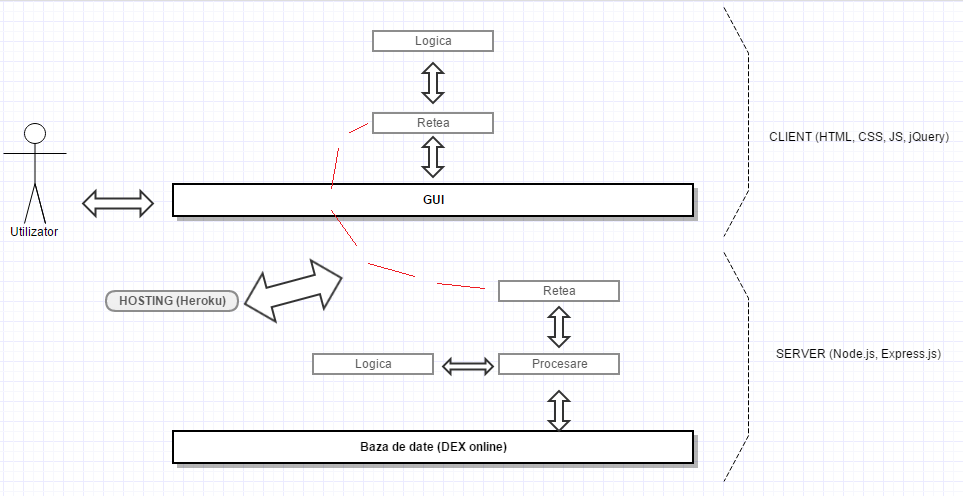 Logica
Retea
CLIENT (HTML, CSS, JS, jQuery)
GUI
Utilizator
HOSTING (Heroku)
Retea
SERVER (Node.js, Express.js)
Logica
Procesare
Baza de date (DEX online)